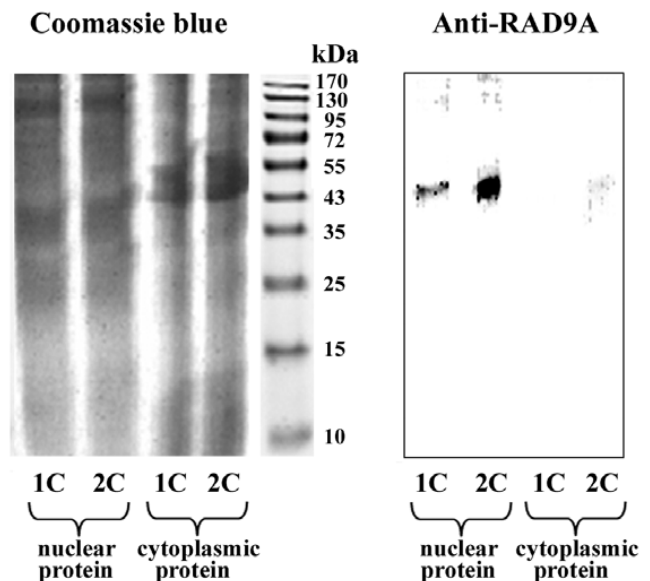 Coomassie blue
Anti-RAD9A
kDa
170
130
95
72
55
43
35
25
15
10
1C 2C 1C 2C
nuclear protein
cytoplasmic protein
1C 2C 1C 2C
nuclear protein
cytoplasmic protein